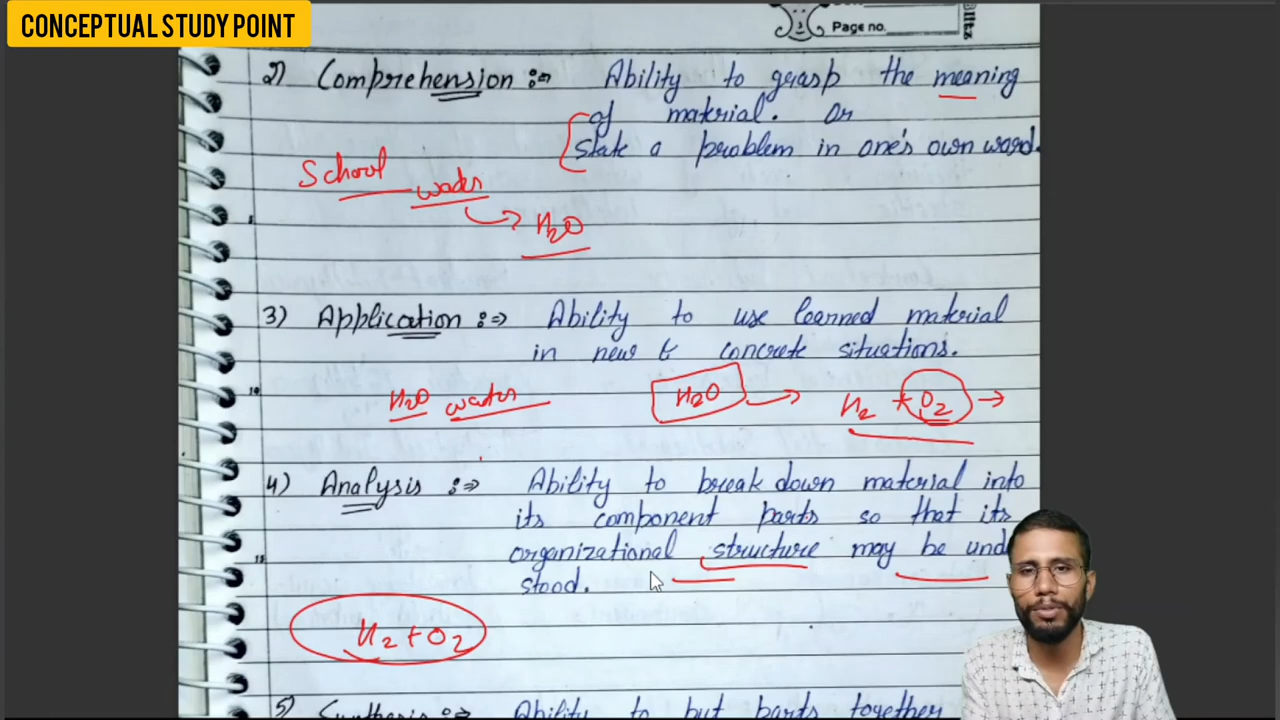 CONCEPTUAL STUDY POINT
Page no.
Blitz
2) Comprehension :⇒ Ability to grasp the meaning
of material. Or
state a problem in one's own word.
School water
H2O
3) Application :⇒ Ability to use learned material
in new & concrete situations.
H2O water H2O → H2 + O2 →
4) Analysis :⇒ Ability to break down material into
its component parts so that its
organizational structure may be und
stood.
H2 + O2
5) Synthesis :⇒ Ability to put parts together